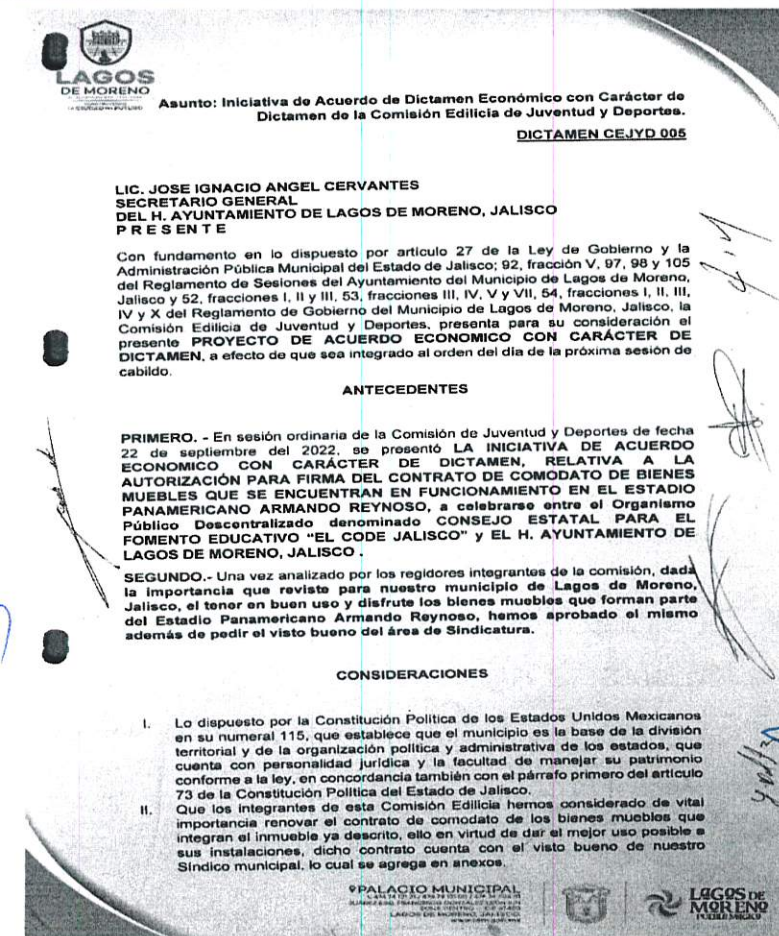 LAGOS
DE MORENO
Asunto: Iniciativa de Acuerdo de Dictamen Económico con Carácter de
Dictamen de la Comisión Edilicia de Juventud y Deportes.
DICTAMEN CEJYD 005
LIC. JOSE IGNACIO ANGEL CERVANTES
SECRETARIO GENERAL
DEL H. AYUNTAMIENTO DE LAGOS DE MORENO, JALISCO
P R E S E N T E
Con fundamento en lo dispuesto por articulo 27 de la Ley de Gobierno y la
Administración Pública Municipal del Estado de Jalisco; 92, fracción V, 97, 98 y 105
del Reglamento de Sesiones del Ayuntamiento del Municipio de Lagos de Moreno,
Jalisco y 52, fracciones I, II y III, 53, fracciones III, IV, V y VII, 54, fracciones I, II, III,
IV y X del Reglamento de Gobierno del Municipio de Lagos de Moreno, Jalisco, la
Comisión Edilicia de Juventud y Deportes, presenta para su consideración el
presente PROYECTO DE ACUERDO ECONOMICO CON CARÁCTER DE
DICTAMEN, a efecto de que sea integrado al orden del día de la próxima sesión de
cabildo.
ANTECEDENTES
PRIMERO. - En sesión ordinaria de la Comisión de Juventud y Deportes de fecha
22 de septiembre del 2022, se presentó LA INICIATIVA DE ACUERDO
ECONOMICO CON CARÁCTER DE DICTAMEN, RELATIVA A LA
AUTORIZACIÓN PARA FIRMA DEL CONTRATO DE COMODATO DE BIENES
MUEBLES QUE SE ENCUENTRAN EN FUNCIONAMIENTO EN EL ESTADIO
PANAMERICANO ARMANDO REYNOSO, a celebrarse entre el Organismo
Público Descentralizado denominado CONSEJO ESTATAL PARA EL
FOMENTO EDUCATIVO "EL CODE JALISCO" y EL H. AYUNTAMIENTO DE
LAGOS DE MORENO, JALISCO .
SEGUNDO.- Una vez analizado por los regidores integrantes de la comisión, dada
la importancia que reviste para nuestro municipio de Lagos de Moreno,
Jalisco, el tener en buen uso y disfrute los bienes muebles que forman parte
del Estadio Panamericano Armando Reynoso, hemos aprobado el mismo
además de pedir el visto bueno del área de Sindicatura.
CONSIDERACIONES
I. Lo dispuesto por la Constitución Política de los Estados Unidos Mexicanos
en su numeral 115, que establece que el municipio es la base de la división
territorial y de la organización política y administrativa de los estados, que
cuenta con personalidad jurídica y la facultad de manejar su patrimonio
conforme a la ley, en concordancia también con el párrafo primero del artículo
73 de la Constitución Política del Estado de Jalisco.
II. Que los integrantes de esta Comisión Edilicia hemos considerado de vital
importancia renovar el contrato de comodato de los bienes muebles que
integran el inmueble ya descrito, ello en virtud de dar el mejor uso posible a
sus instalaciones, dicho contrato cuenta con el visto bueno de nuestro
Síndico municipal, lo cual se agrega en anexos.
PALACIO MUNICIPAL
LAGOS DE MORENO, JALISCO
LAGOS DE
MORENO
PUEBLO MÁGICO